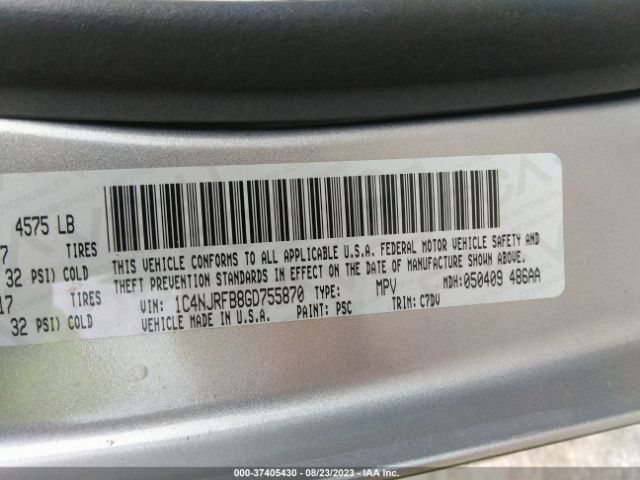 4575 LB
7 TIRES
32 PSI) COLD
17 TIRES
32 PSI) COLD
THIS VEHICLE CONFORMS TO ALL APPLICABLE U.S.A. FEDERAL MOTOR VEHICLE SAFETY AND
THEFT PREVENTION STANDARDS IN EFFECT ON THE DATE OF MANUFACTURE SHOWN ABOVE.
VIN: 1C4NJRFB8GD755870 TYPE: MPV MDH: 050409 486AA
VEHICLE MADE IN U.S.A. PAINT: PSC TRIM: C7DV
000-37405430 - 08/23/2023 - IAA Inc.